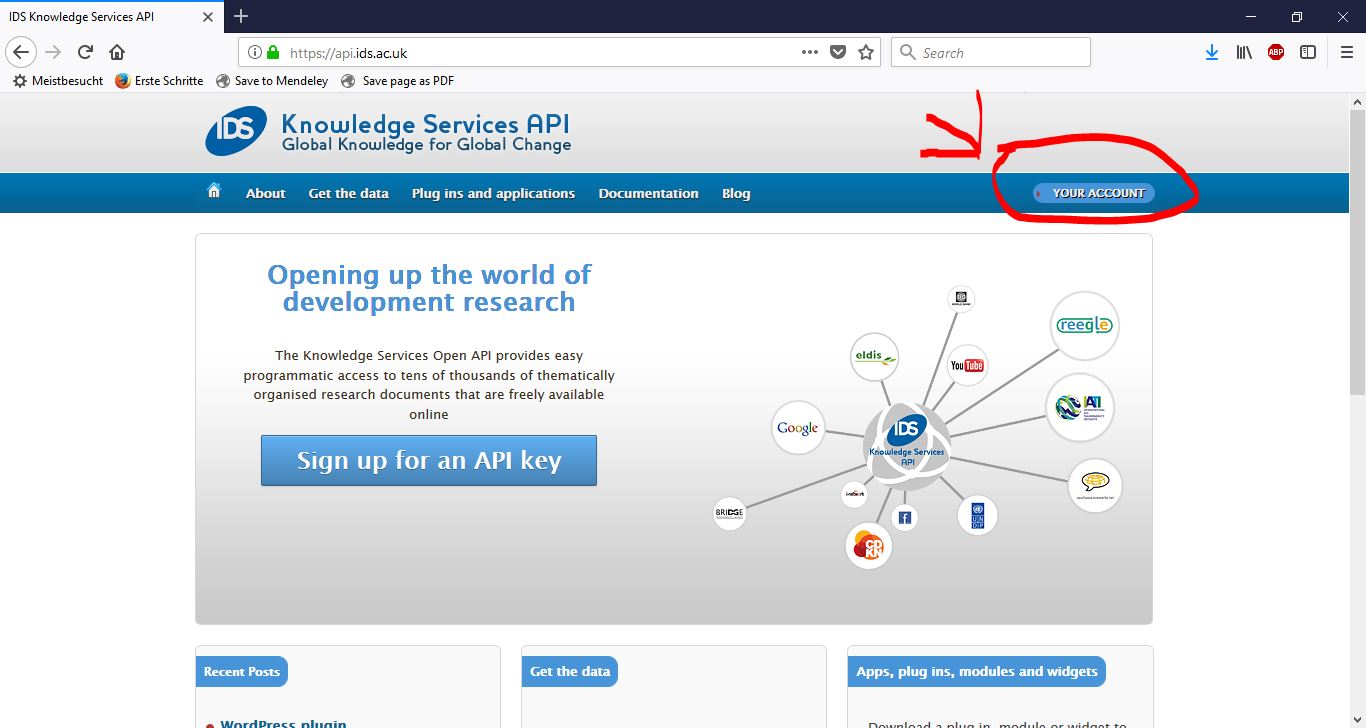 IDS Knowledge Services API
https://api.ids.ac.uk
Search
ABP
Meistbesucht
Erste Schritte
Save to Mendeley
Save page as PDF
IDS
Knowledge Services API
Global Knowledge for Global Change
About
Get the data
Plug ins and applications
Documentation
Blog
YOUR ACCOUNT
Opening up the world of
development research
The Knowledge Services Open API provides easy
programmatic access to tens of thousands of thematically
organised research documents that are freely available
online
Sign up for an API key
reegle
eldis
YouTube
IATI
Google
IDS
Knowledge Services
API
BRIDGE
f
UNDP
CDKN
Recent Posts
Get the data
Apps, plug ins, modules and widgets
WordPress plugin
Download a plug in, module or widget to